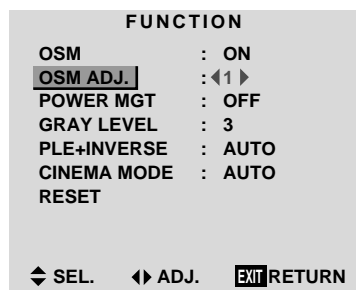 FUNCTION
OSM : ON
OSM ADJ. : 1
POWER MGT : OFF
GRAY LEVEL : 3
PLE+INVERSE : AUTO
CINEMA MODE : AUTO
RESET
SEL. ADJ. EXIT RETURN